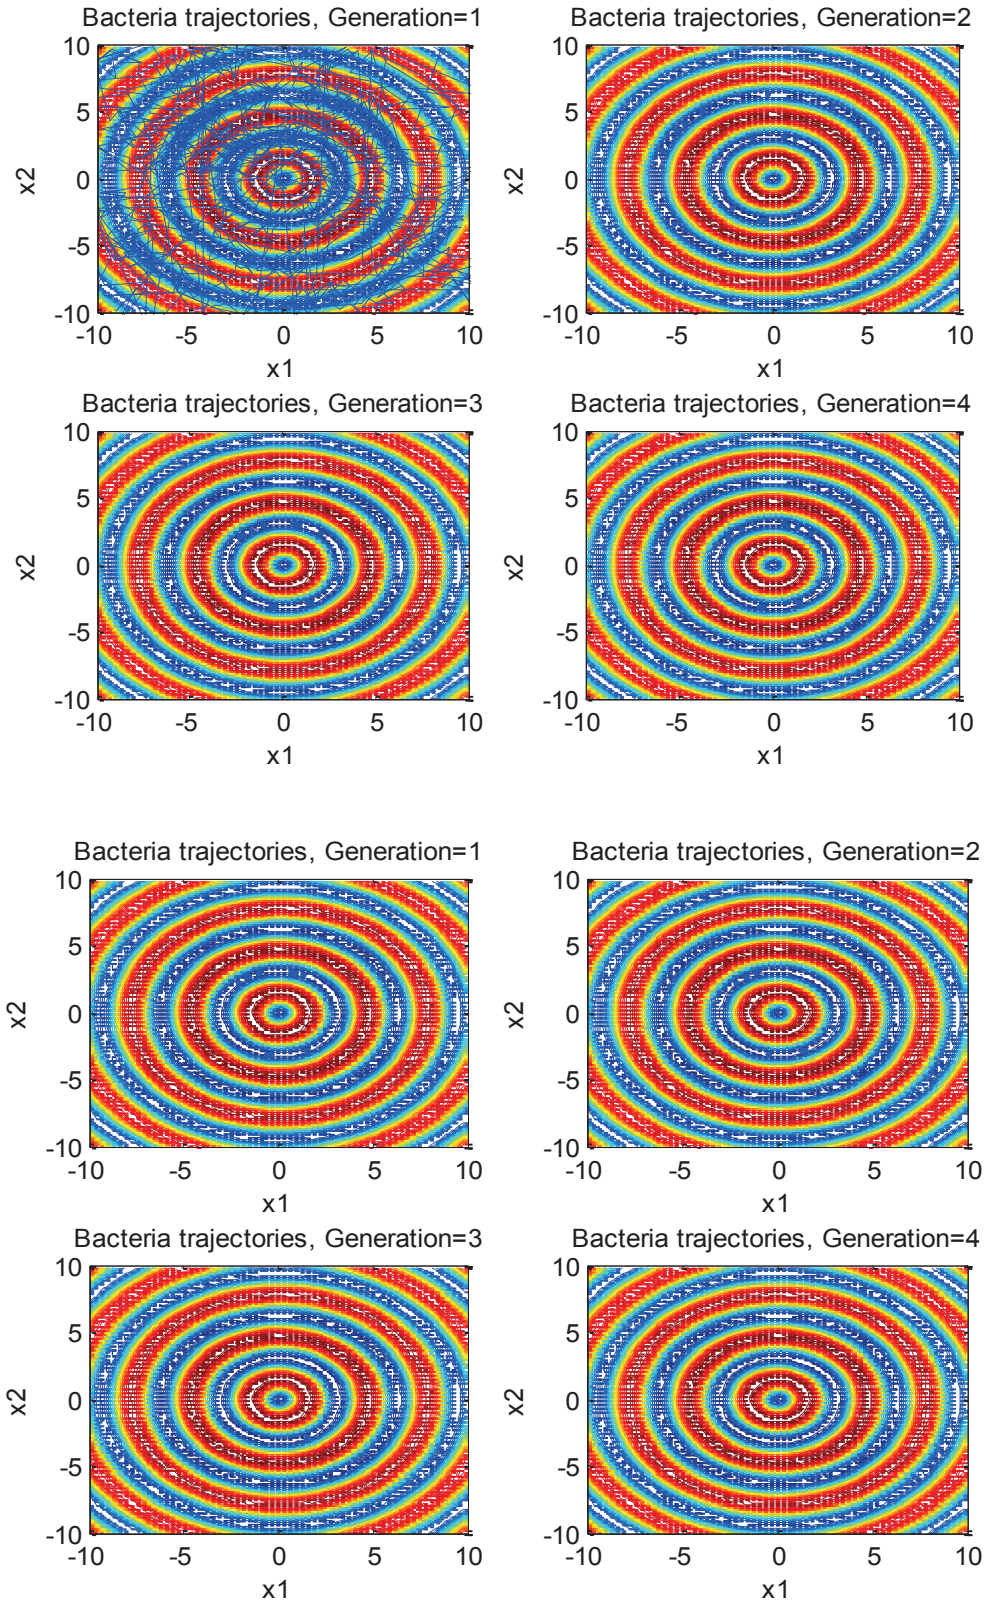 Bacteria trajectories, Generation=1
10
5
0
-5
-10
x2
-10 -5 0 5 10
x1
Bacteria trajectories, Generation=2
10
5
0
-5
-10
x2
-10 -5 0 5 10
x1
Bacteria trajectories, Generation=3
10
5
0
-5
-10
x2
-10 -5 0 5 10
x1
Bacteria trajectories, Generation=4
10
5
0
-5
-10
x2
-10 -5 0 5 10
x1
Bacteria trajectories, Generation=1
10
5
0
-5
-10
x2
-10 -5 0 5 10
x1
Bacteria trajectories, Generation=2
10
5
0
-5
-10
x2
-10 -5 0 5 10
x1
Bacteria trajectories, Generation=3
10
5
0
-5
-10
x2
-10 -5 0 5 10
x1
Bacteria trajectories, Generation=4
10
5
0
-5
-10
x2
-10 -5 0 5 10
x1